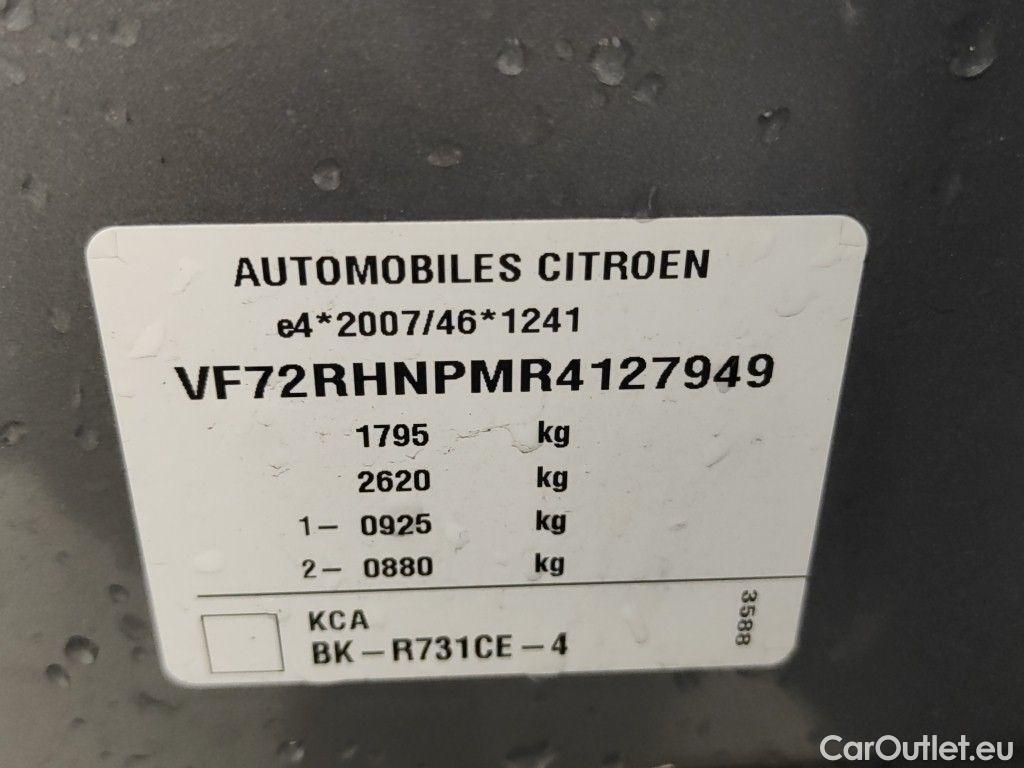 AUTOMOBILES CITROEN
e4*2007/46*1241
VF72RHNPMR4127949
1795 kg
2620 kg
1- 0925 kg
2- 0880 kg
KCA
BK-R731CE-4
3588
CarOutlet.eu